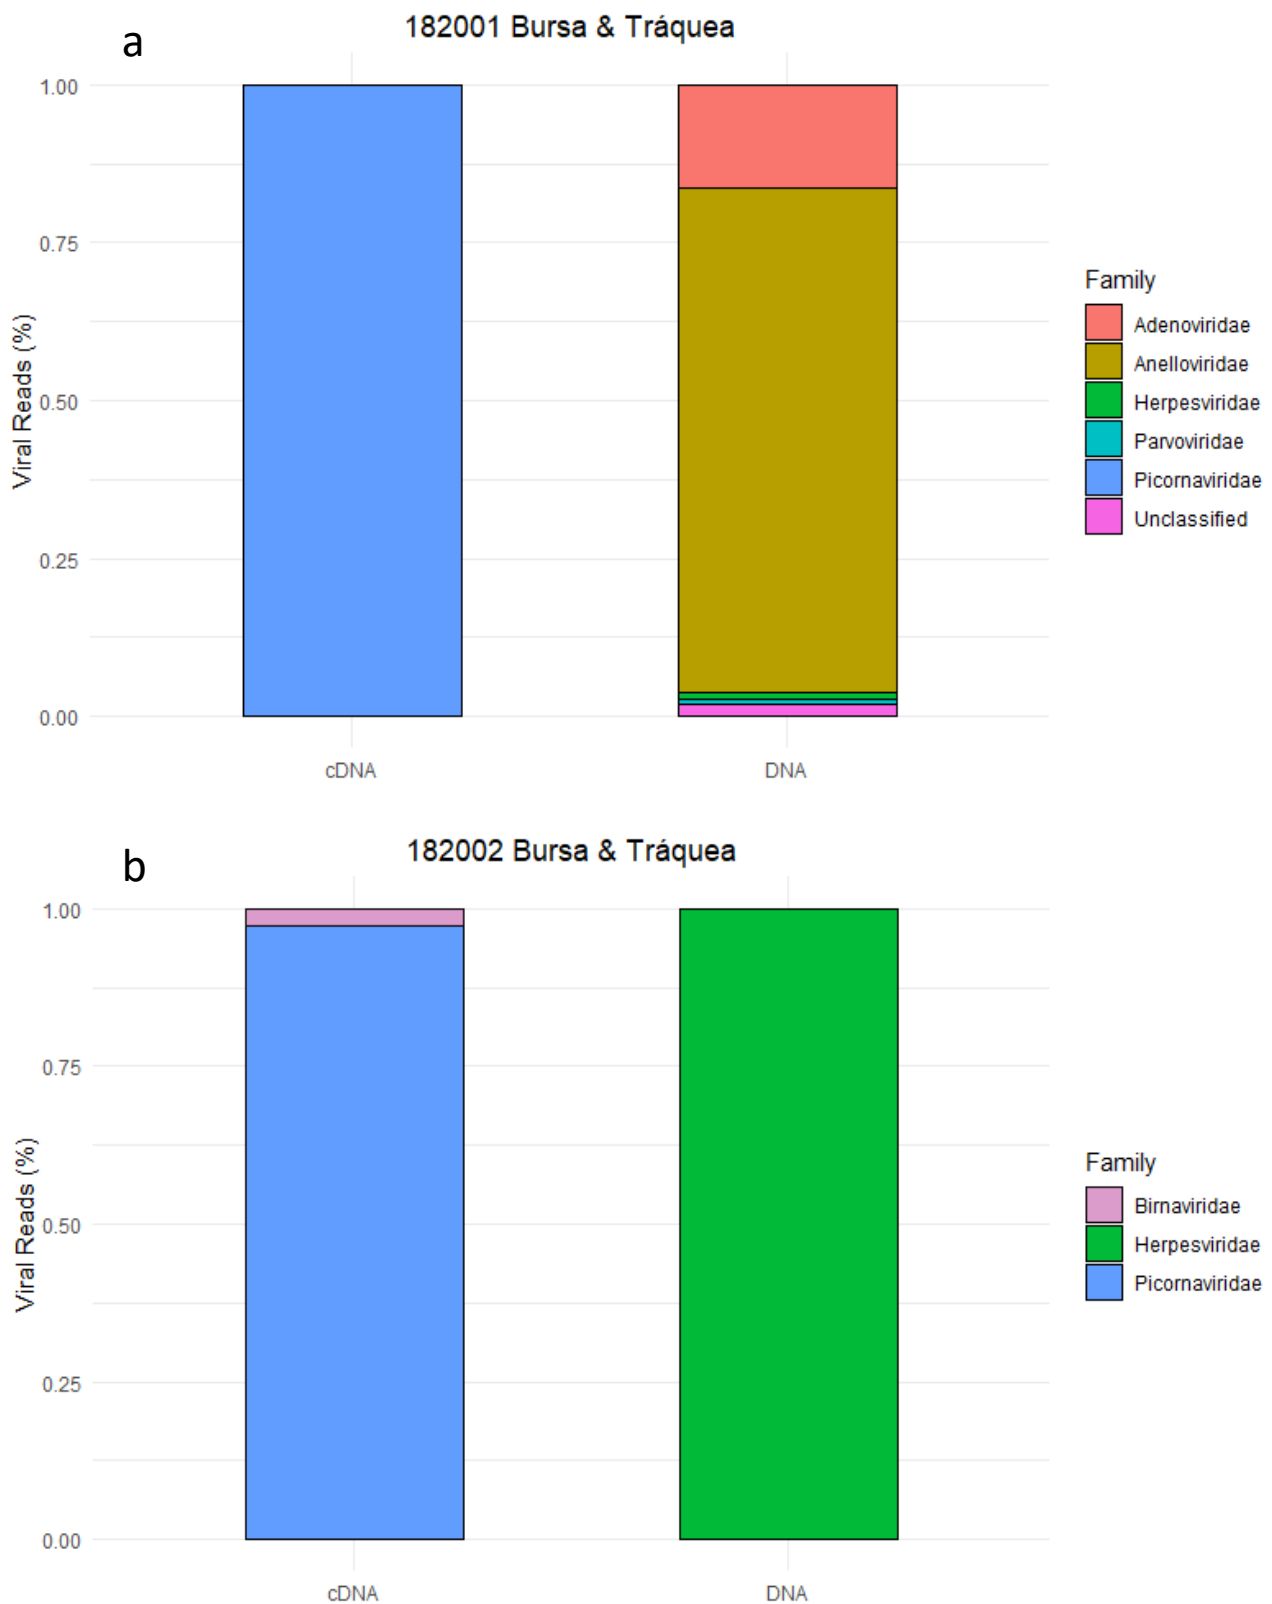 a
182001 Bursa & Tráquea
1.00
0.75
0.50
0.25
0.00
Viral Reads (%)
cDNA
DNA
Family
Adenoviridae
Anelloviridae
Herpesviridae
Parvoviridae
Picornaviridae
Unclassified
b
182002 Bursa & Tráquea
1.00
0.75
0.50
0.25
0.00
Viral Reads (%)
cDNA
DNA
Family
Birnaviridae
Herpesviridae
Picornaviridae